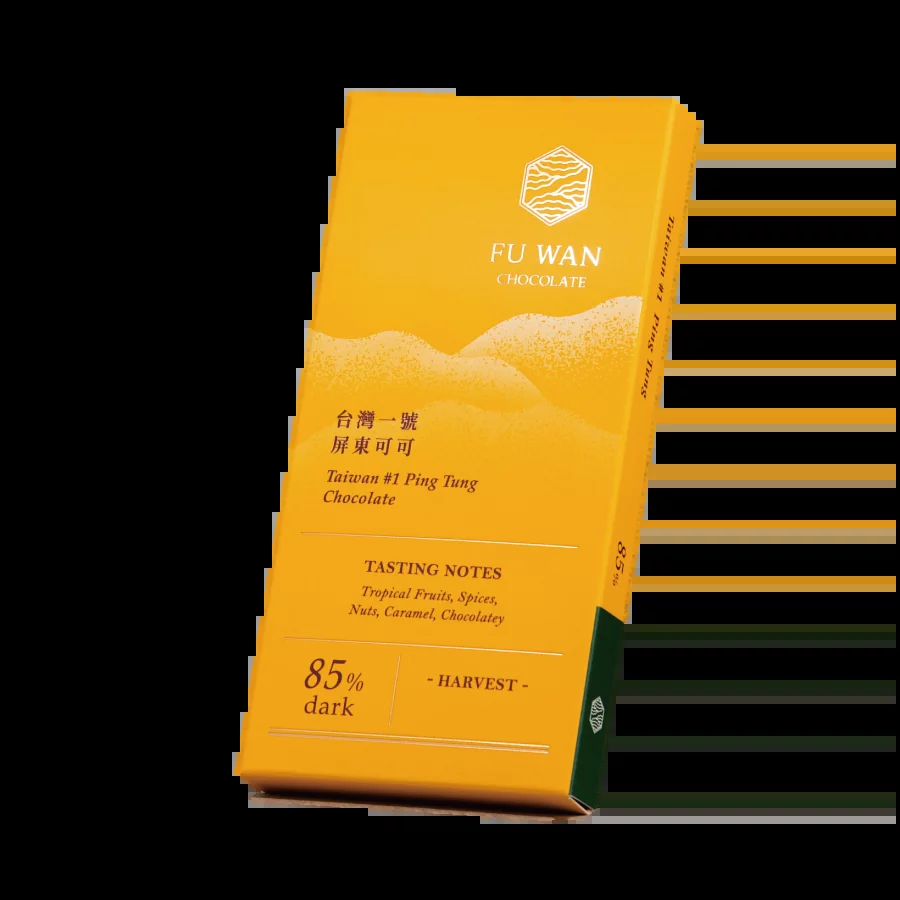 FU WAN
CHOCOLATE
台灣一號
屏東可可
Taiwan #1 Ping Tung
Chocolate
TASTING NOTES
Tropical Fruits, Spices,
Nuts, Caramel, Chocolatey
85%
dark
- HARVEST -
Taiwan #1 Ping Tung
85%